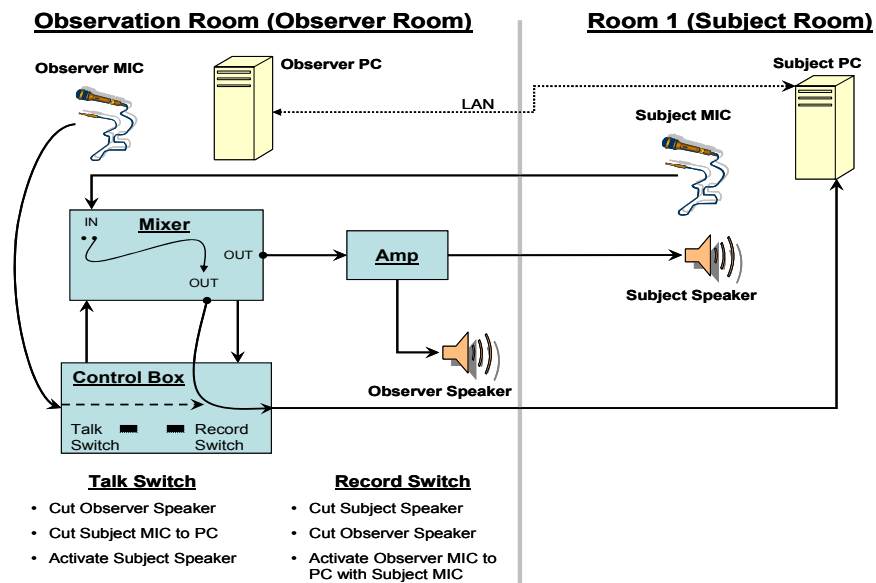 Observation Room (Observer Room)
Room 1 (Subject Room)
Observer MIC
Observer PC
Subject PC
LAN
Subject MIC
IN
Mixer
OUT
OUT
Amp
Subject Speaker
Observer Speaker
Control Box
Talk
Switch
Record
Switch
Talk Switch
• Cut Observer Speaker
• Cut Subject MIC to PC
• Activate Subject Speaker
Record Switch
• Cut Subject Speaker
• Cut Observer Speaker
• Activate Observer MIC to
PC with Subject MIC